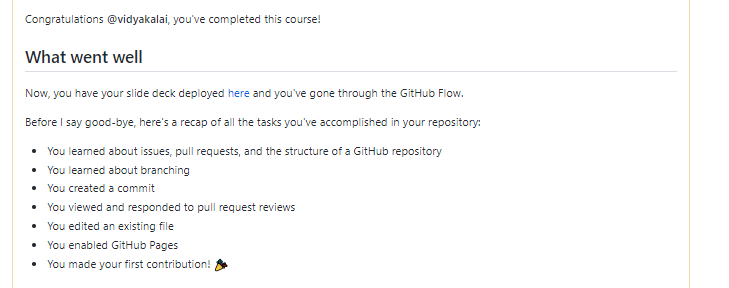 Congratulations @vidyakalai, you've completed this course!
What went well
Now, you have your slide deck deployed here and you've gone through the GitHub Flow.
Before I say good-bye, here's a recap of all the tasks you've accomplished in your repository:
• You learned about issues, pull requests, and the structure of a GitHub repository
• You learned about branching
• You created a commit
• You viewed and responded to pull request reviews
• You edited an existing file
• You enabled GitHub Pages
• You made your first contribution! 🎉